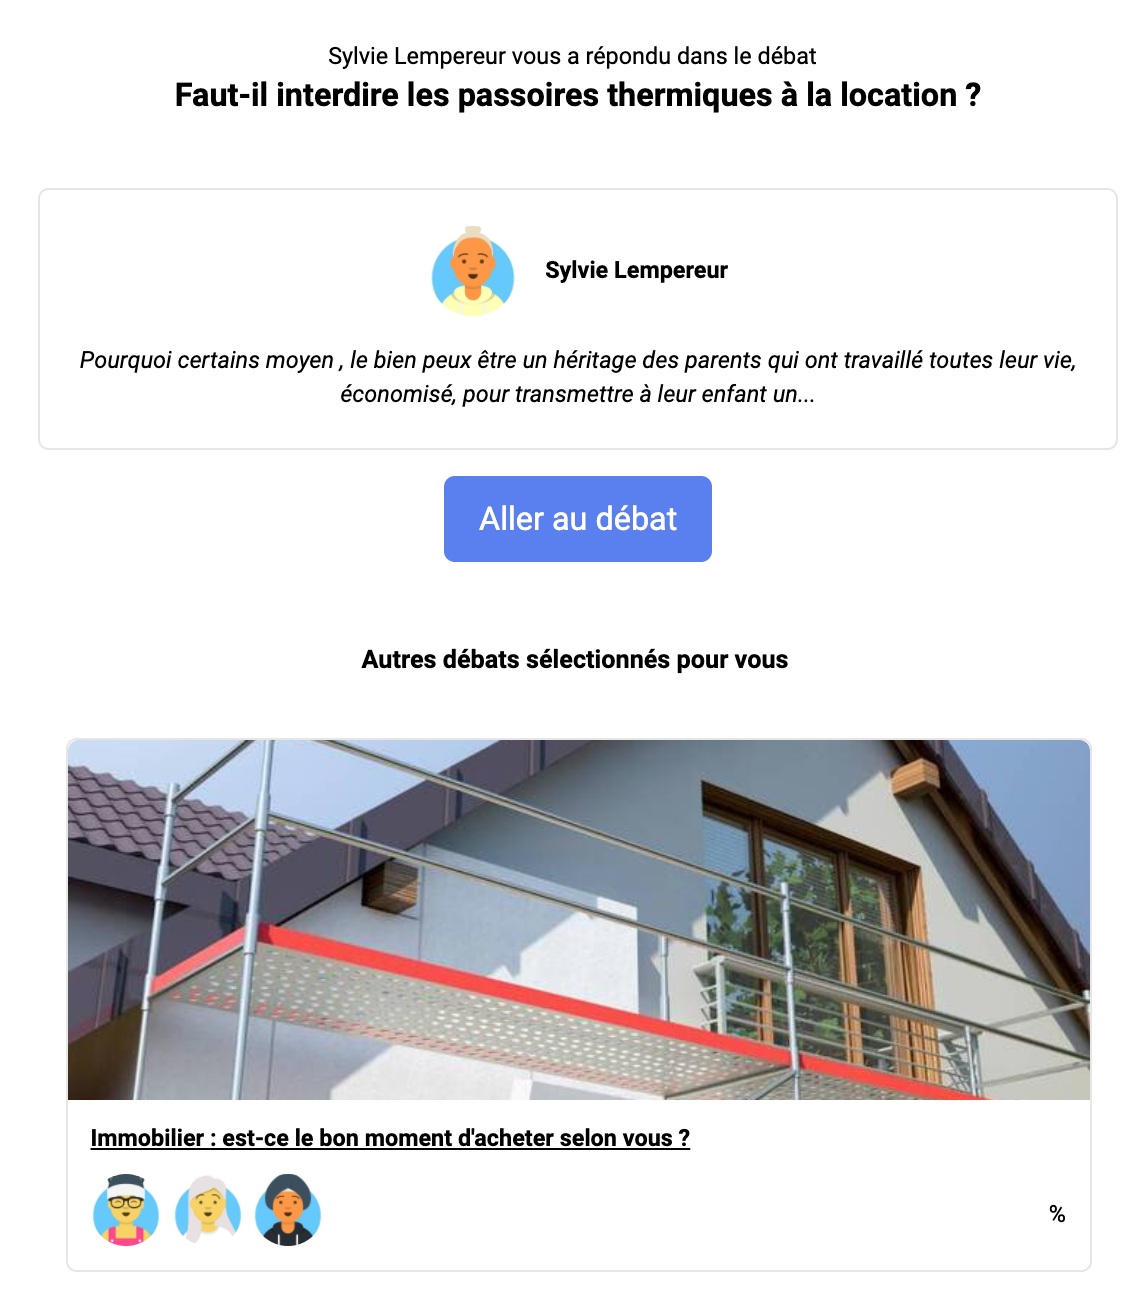 Sylvie Lempereur vous a répondu dans le débat
Faut-il interdire les passoires thermiques à la location ?
Sylvie Lempereur
Pourquoi certains moyen , le bien peux être un héritage des parents qui ont travaillé toutes leur vie,
économisé, pour transmettre à leur enfant un...
Aller au débat
Autres débats sélectionnés pour vous
Immobilier : est-ce le bon moment d'acheter selon vous ?
%